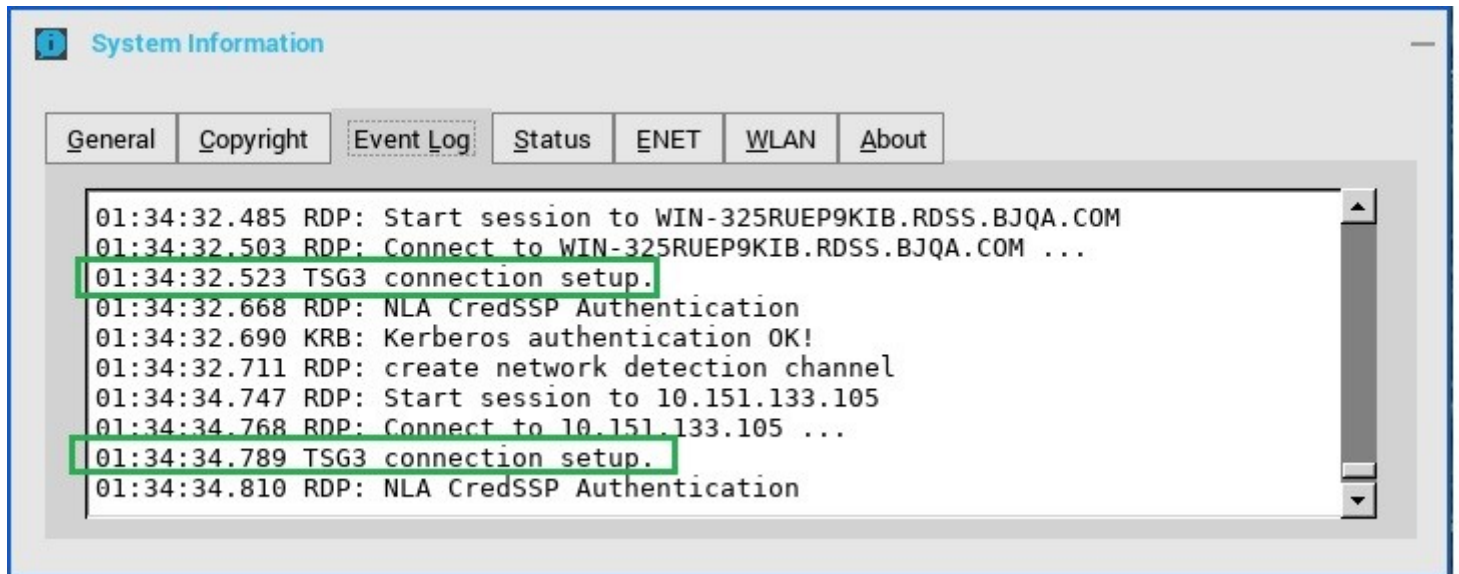 System Information
General Copyright Event Log Status ENET WLAN About
01:34:32.485 RDP: Start session to WIN-325RUEP9KIB.RDSS.BJQA.COM
01:34:32.503 RDP: Connect to WIN-325RUEP9KIB.RDSS.BJQA.COM ...
01:34:32.523 TSG3 connection setup.
01:34:32.668 RDP: NLA CredSSP Authentication
01:34:32.690 KRB: Kerberos authentication OK!
01:34:32.711 RDP: create network detection channel
01:34:34.747 RDP: Start session to 10.151.133.105
01:34:34.768 RDP: Connect to 10.151.133.105 ...
01:34:34.789 TSG3 connection setup.
01:34:34.810 RDP: NLA CredSSP Authentication